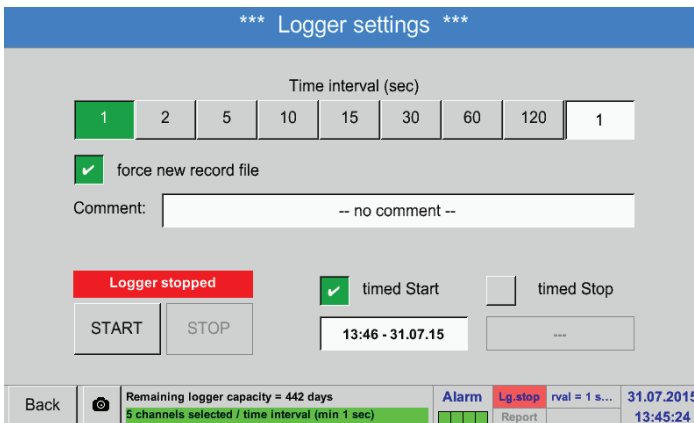 *** Logger settings ***
Time interval (sec)
1 2 5 10 15 30 60 120 1
force new record file
Comment: -- no comment --
Logger stopped
timed Start timed Stop
START STOP
13:46 - 31.07.15 ---
Back
Remaining logger capacity = 442 days
5 channels selected / time interval (min 1 sec)
Alarm
Lg.stop rval = 1 s...
Report
31.07.2015
13:45:24